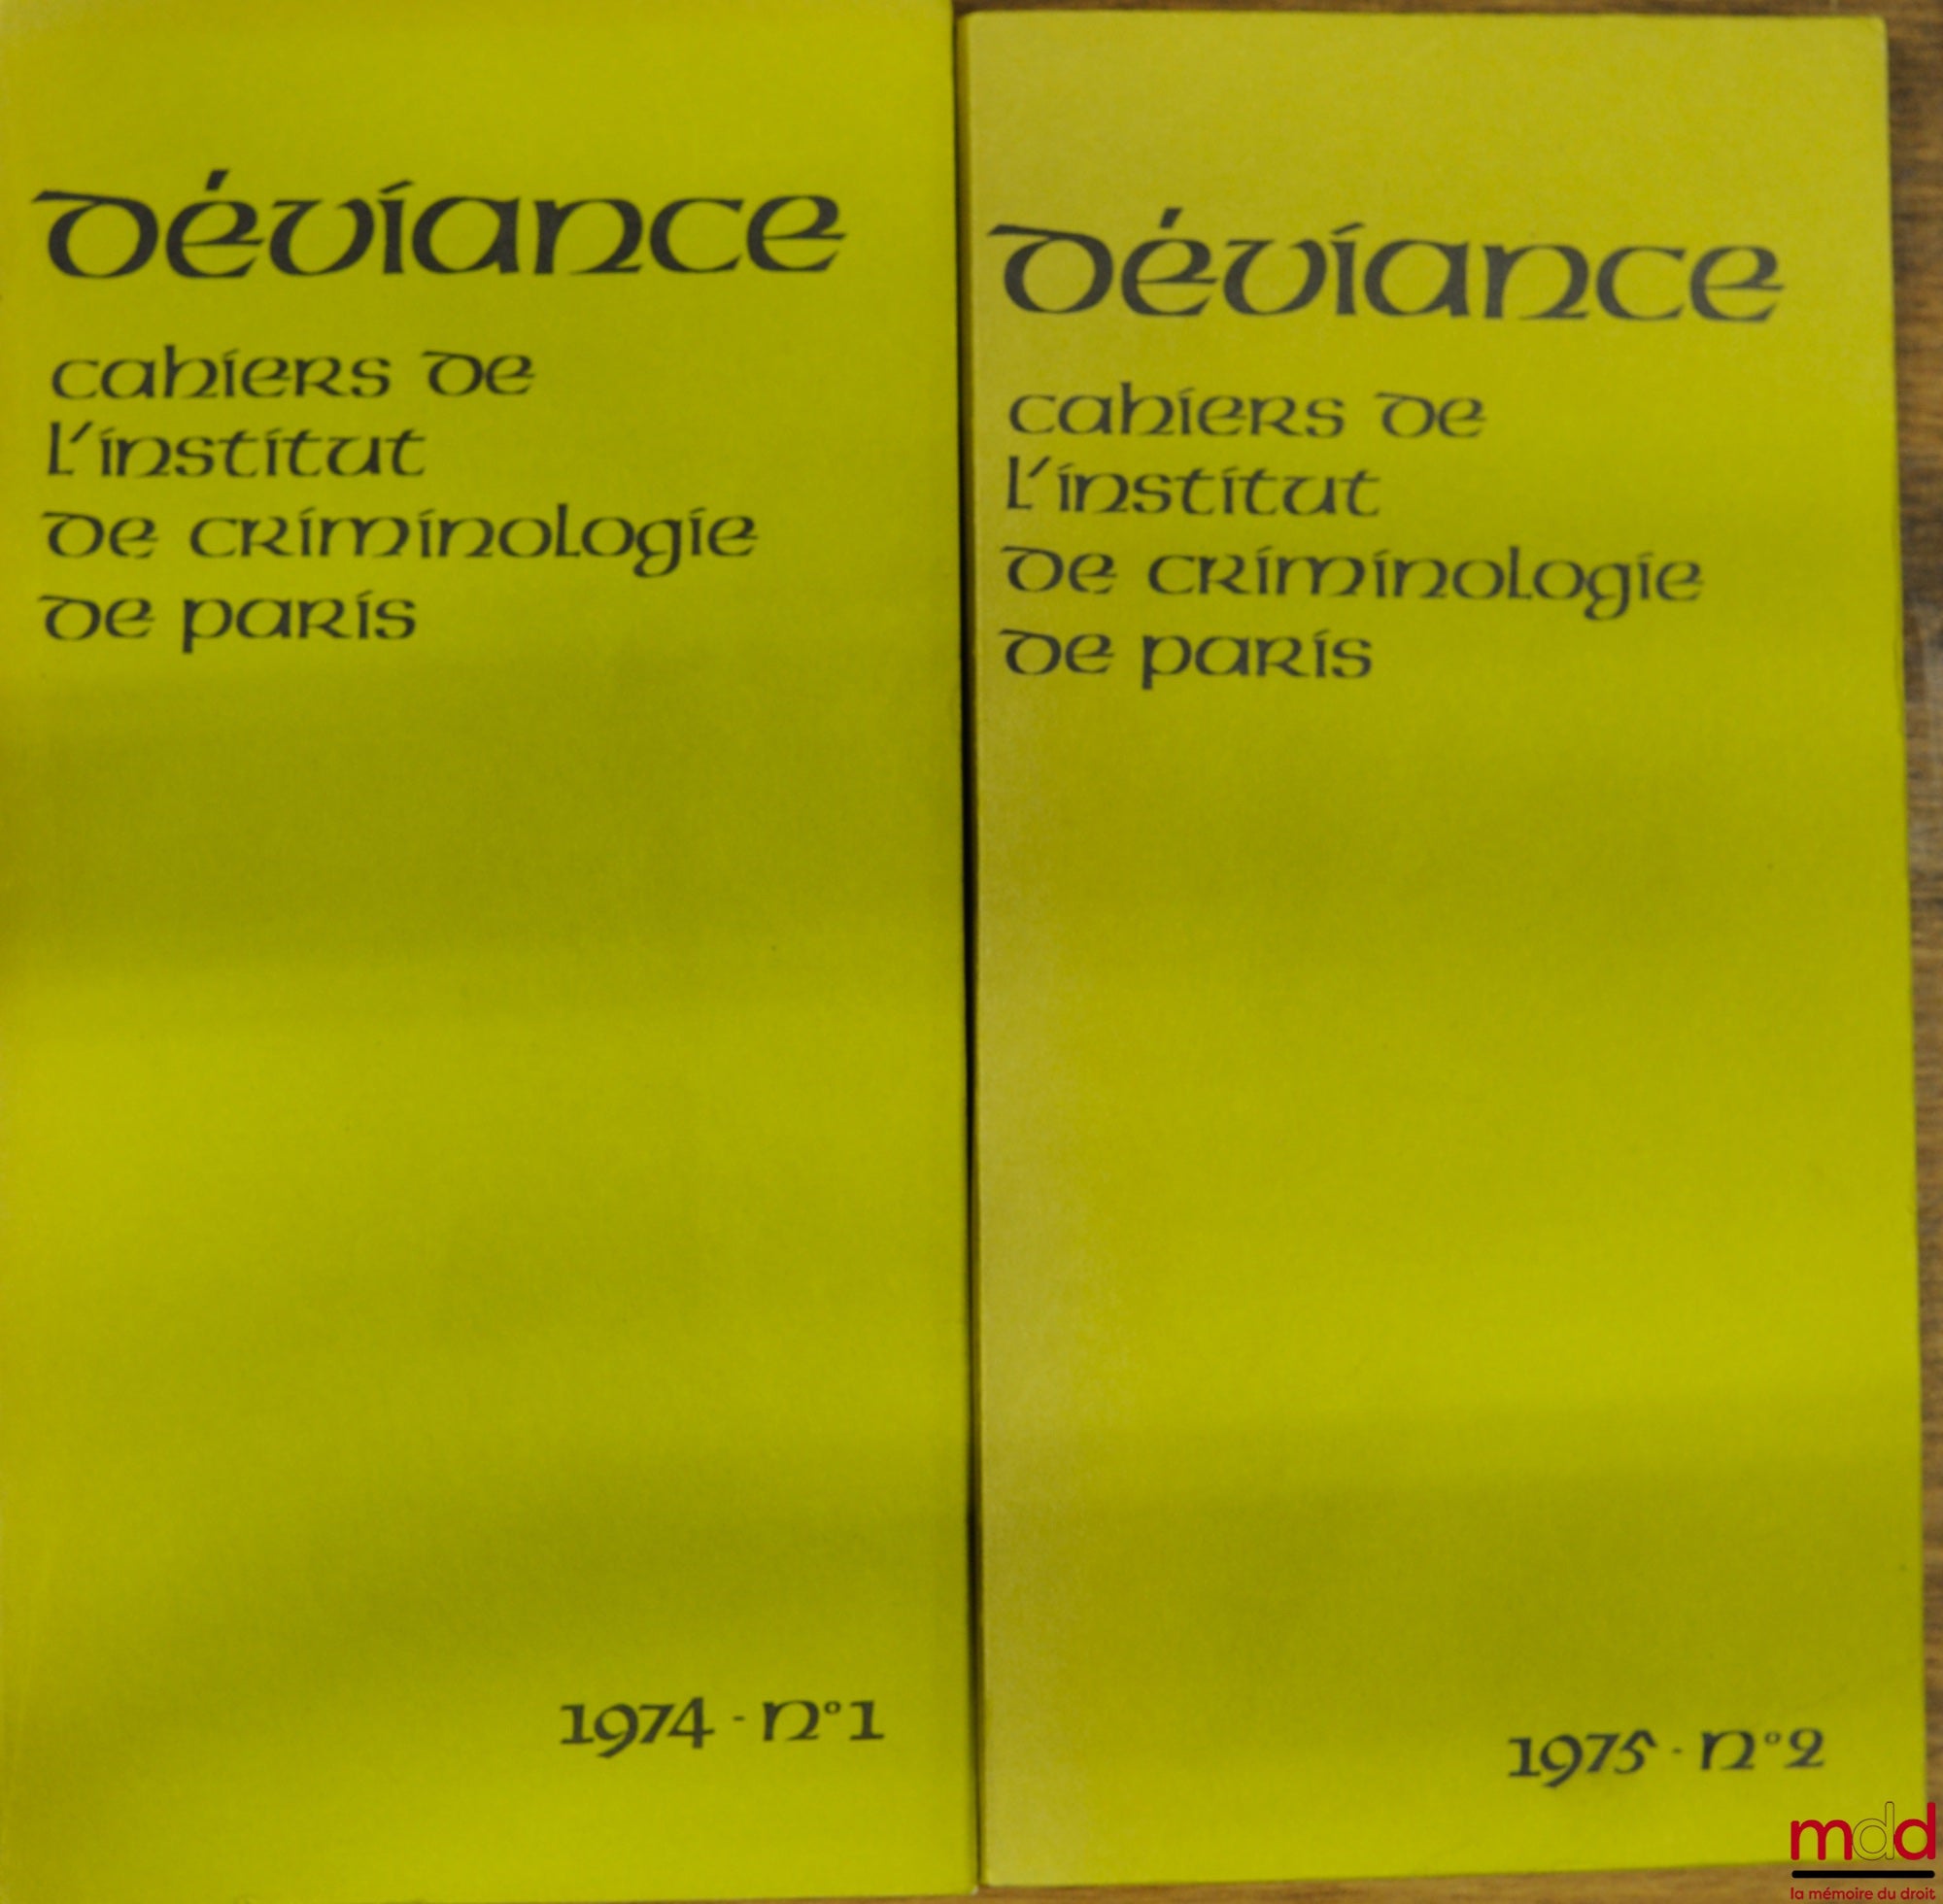 déviance
cahiers de
l'institut
de criminologie
de paris
1974 - n°1
déviance
cahiers de
l'institut
de criminologie
de paris
1975 - n°2
mdd
la mémoire du droit